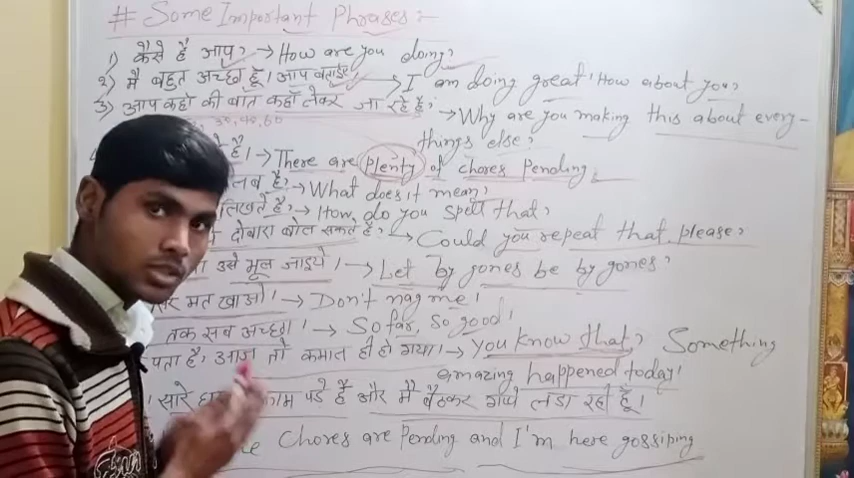 # Some Important Phrases:-
1) कैसे हैं आप? → How are you doing?
2) मैं बहुत अच्छा हूँ। आप बताईए। → I am doing great! How about you?
3) आप कहाँ की बात कहाँ लेकर जा रहे हैं? → Why are you making this about every-
things else?
हैं। → There are plenty of chores Pending.
लब है? → What does it mean?
लिखते हैं? → How do you spell that?
दोबारा बोल सकते हैं? → Could you repeat that please?
उसे भूल जाइये। → Let by gones be by gones?
मत खाओ। → Don't nag me!
तक सब अच्छा। → So far, so good!
पता है, आज तो कमाल ही हो गया। → You know that? Something
amazing happened today!
सारे काम पडे हैं और मैं बैठकर गप्पे लडा रही हूँ।
Chores are Pending and I'm here gossiping